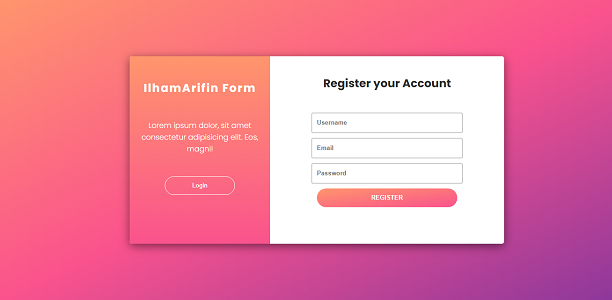 IlhamArifin Form
Lorem ipsum dolor, sit amet
consectetur adipisicing elit. Eos,
magni!
Login
Register your Account
Username
Email
Password
REGISTER